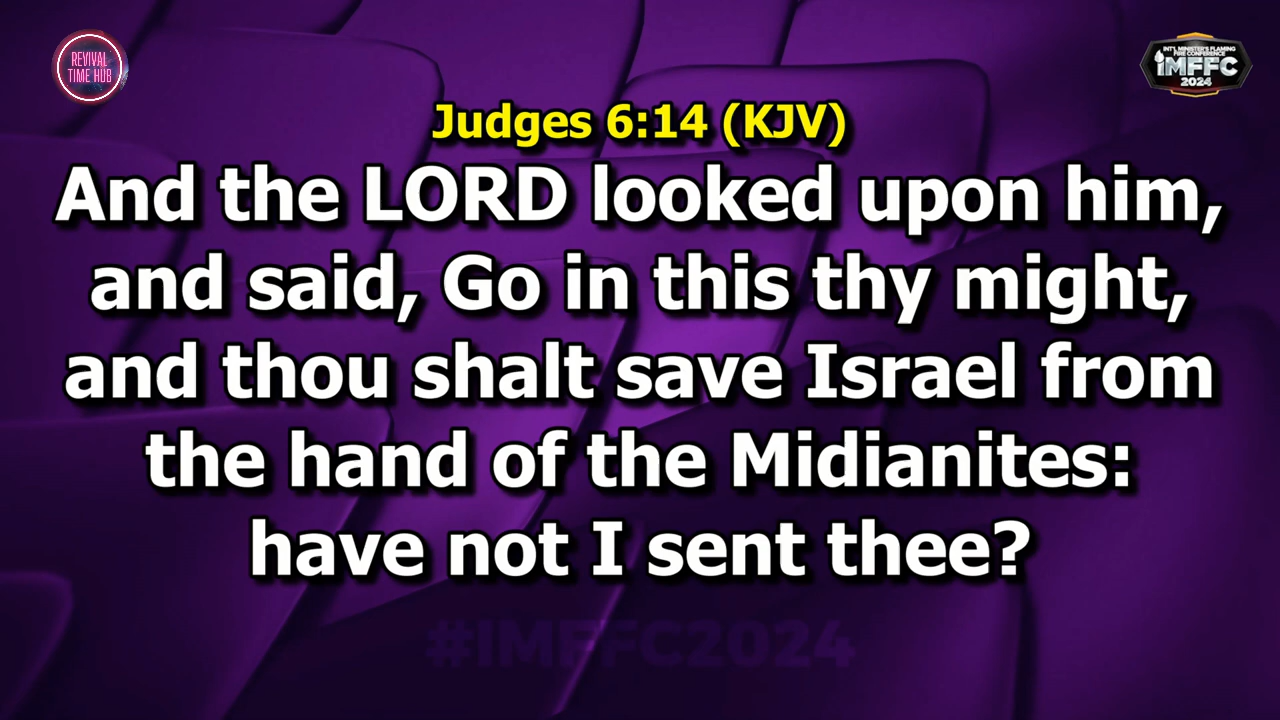 REVIVAL
TIME HUB
INT'L MINISTER'S FLAMING
FIRE CONFERENCE
iMFFC
2024
Judges 6:14 (KJV)
And the LORD looked upon him,
and said, Go in this thy might,
and thou shalt save Israel from
the hand of the Midianites:
have not I sent thee?
#IMFFC2024